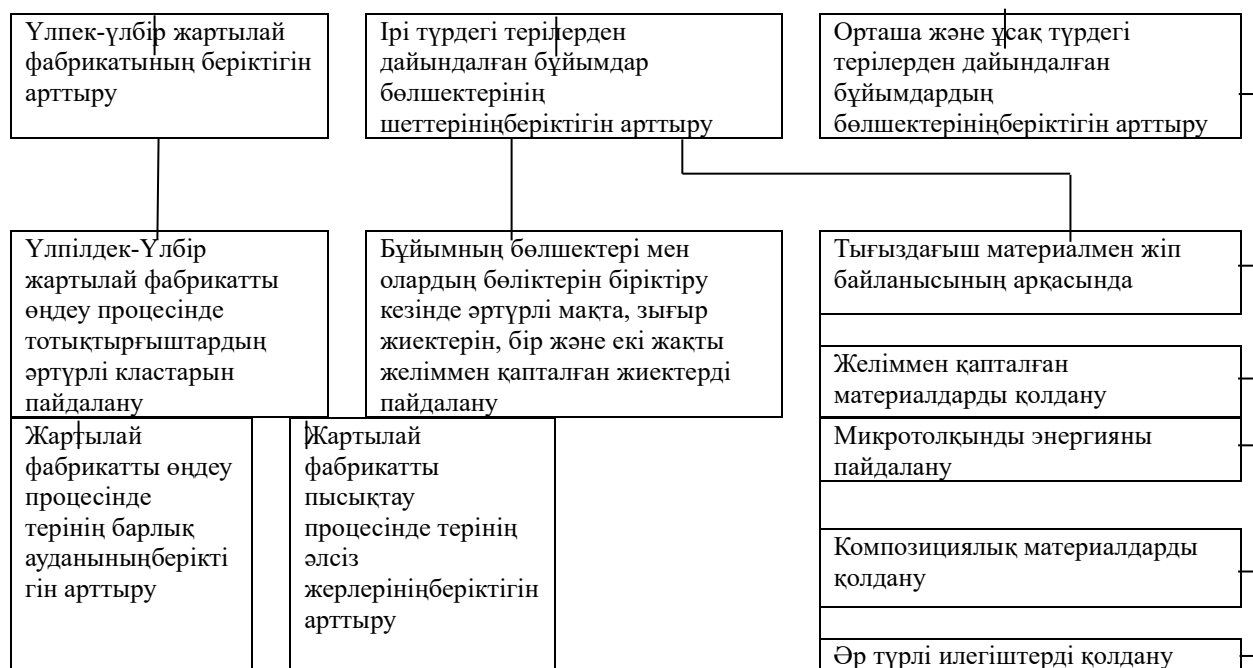 Үлпек-үлбір жартылай
фабрикатының беріктігін
арттыру
Ірі түрдегі терілерден
дайындалған бұйымдар
бөлшектерінің
шеттерініңберіктігін арттыру
Орташа және ұсақ түрдегі
терілерден дайындалған
бұйымдардың
бөлшектерініңберіктігін арттыру
Үлпілдек-Үлбір
жартылай фабрикатты
өңдеу процесінде
тотықтырғыштардың
әртүрлі кластарын
пайдалану
Бұйымның бөлшектері мен
олардың бөліктерін біріктіру
кезінде әртүрлі мақта, зығыр
жиектерін, бір және екі жақты
желіммен қапталған жиектерді
пайдалану
Тығыздағыш материалмен жіп
байланысының арқасында
Желіммен қапталған
материалдарды қолдану
Микротолқынды энергияны
пайдалану
Жартылай
фабрикатты өңдеу
процесінде
терінің барлық
ауданыныңберікті
гін арттыру
Жартылай
фабрикатты
пысықтау
процесінде терінің
әлсіз
жерлерініңберіктігін
арттыру
Композициялық материалдарды
қолдану
Әр түрлі илегіштерді қолдану